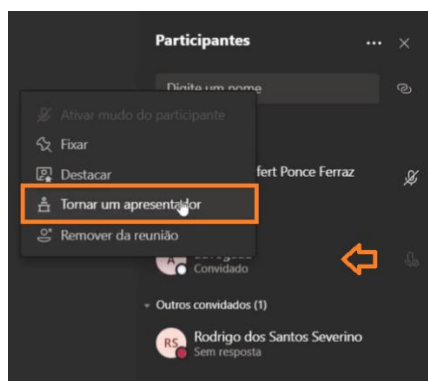 Participantes
Digite um nome
Ativar mudo do participante
Fixar
Destacar
fert Ponce Ferraz
Tornar um apresentador
Remover da reunião
A
Convidado
Outros convidados (1)
RS
Rodrigo dos Santos Severino
Sem resposta